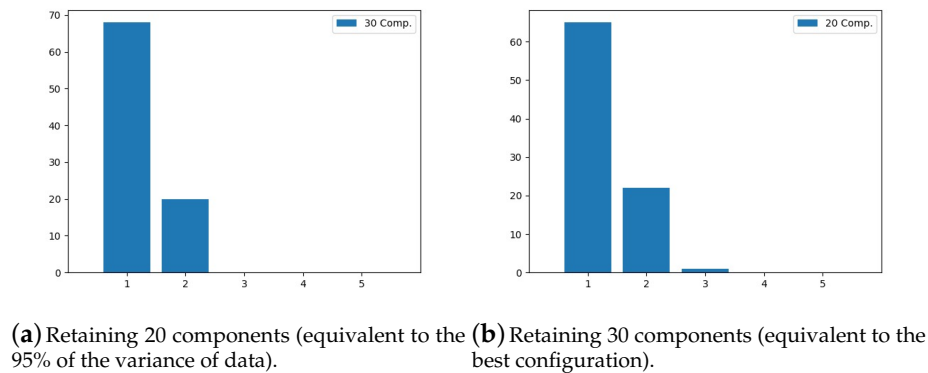 70
60
50
40
30
20
10
0
1 2 3 4 5
30 Comp.
60
50
40
30
20
10
0
1 2 3 4 5
20 Comp.
(a) Retaining 20 components (equivalent to the
95% of the variance of data).
(b) Retaining 30 components (equivalent to the
best configuration).